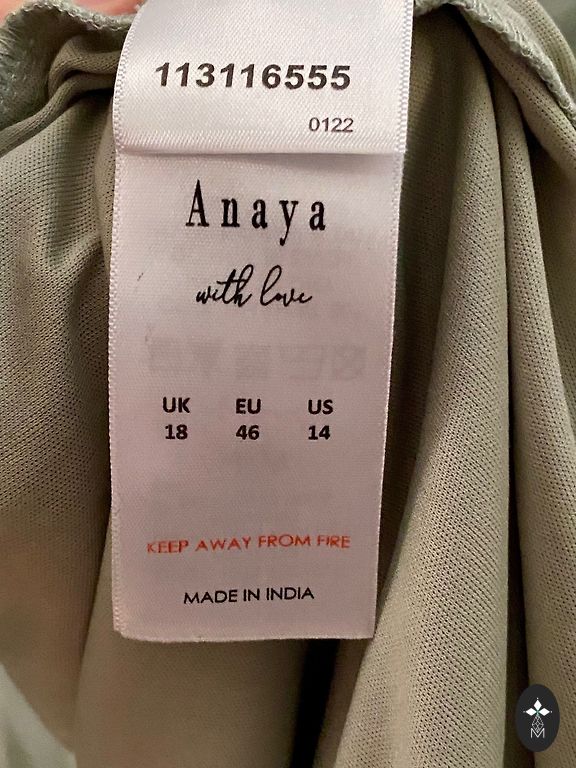 113116555
0122
Anaya
with love
UK EU US
18 46 14
KEEP AWAY FROM FIRE
MADE IN INDIA
M